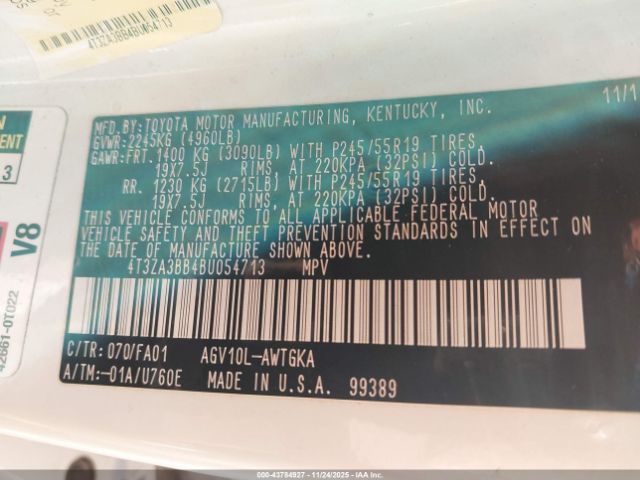 4T3ZA3BB4BU054713
MFD.BY:TOYOTA MOTOR MANUFACTURING, KENTUCKY, INC. 11/1
GVWR:2245KG (4960LB)
GAWR:FRT.1400 KG (3090LB) WITH P245/55R19 TIRES,
19X7.5J RIMS, AT 220KPA (32PSI) COLD.
RR. 1230 KG (2715LB) WITH P245/55R19 TIRES,
19X7.5J RIMS, AT 220KPA (32PSI) COLD.
THIS VEHICLE CONFORMS TO ALL APPLICABLE FEDERAL MOTOR
VEHICLE SAFETY AND THEFT PREVENTION STANDARDS IN EFFECT ON
THE DATE OF MANUFACTURE SHOWN ABOVE.
4T3ZA3BB4BU054713 MPV
C/TR:070/FA01 AGV10L-AWTGKA
A/TM:-01A/U760E MADE IN U.S.A. 99389
3
V8
42661-0T022
000-43784927 - 11/24/2025 - IAA Inc.